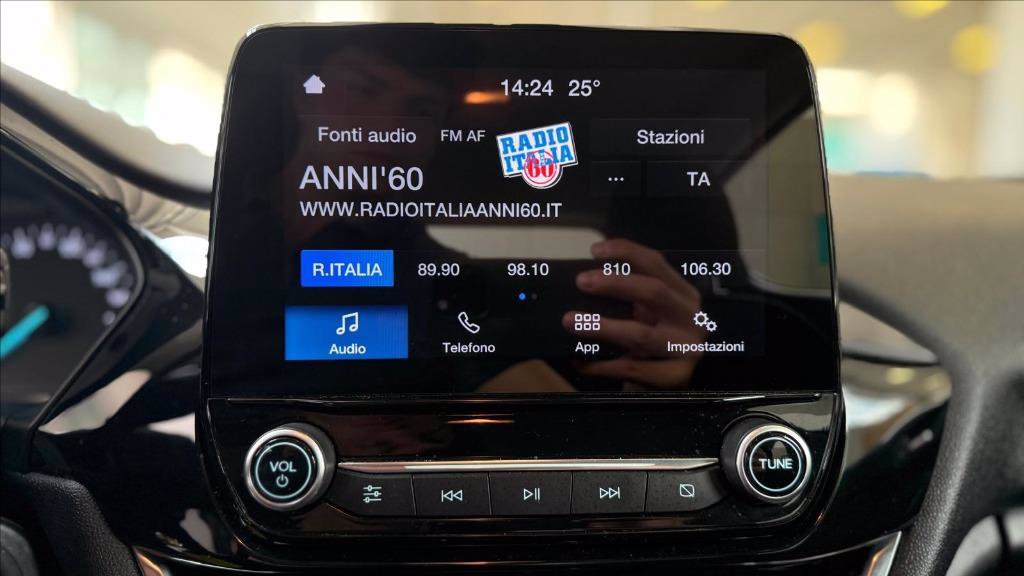 14:24 25°
Fonti audio FM AF RADIO ITALIA 60 Stazioni
ANNI'60 ... TA
WWW.RADIOITALIAANNI60.IT
R.ITALIA 89.90 98.10 810 106.30
Audio Telefono App Impostazioni
VOL TUNE